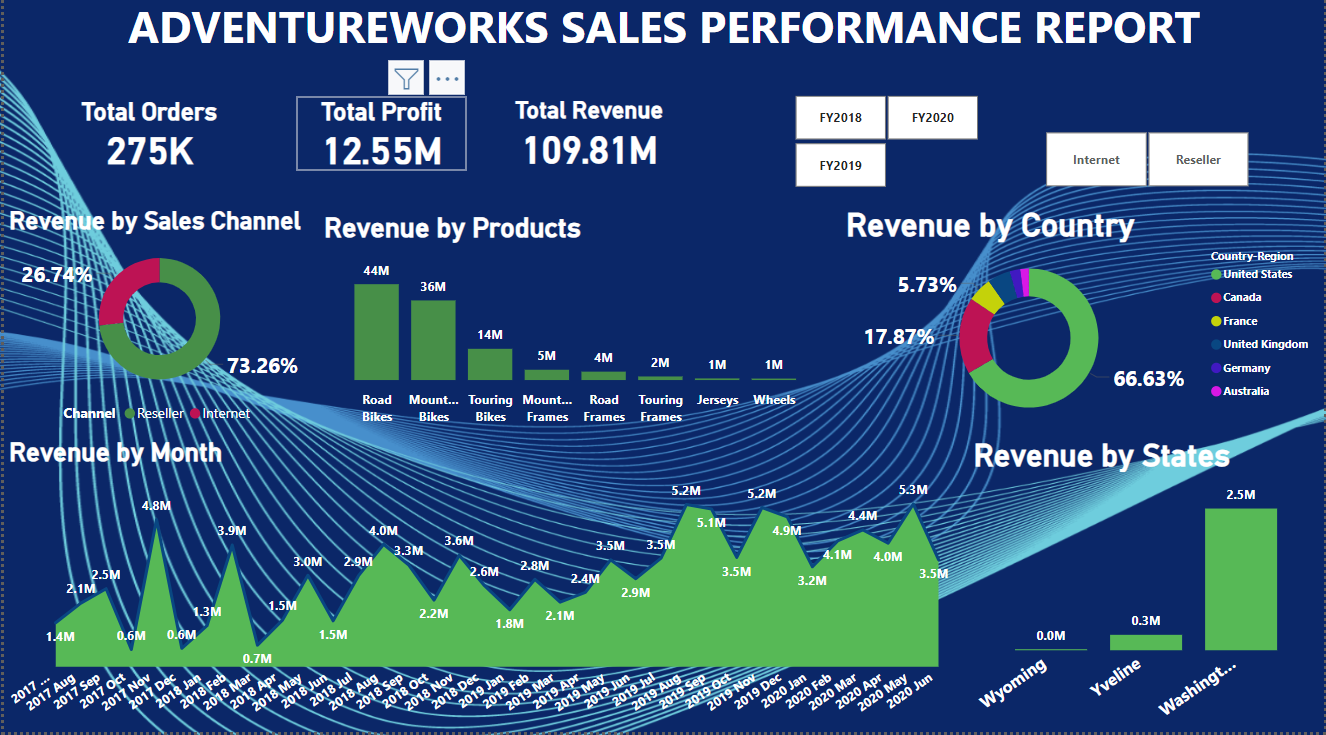 ADVENTUREWORKS SALES PERFORMANCE REPORT
Total Orders
275K
Total Profit
12.55M
Total Revenue
109.81M
FY2018
FY2020
FY2019
Internet
Reseller
Revenue by Sales Channel
26.74%
73.26%
Channel
Reseller
Internet
Revenue by Products
44M
36M
14M
5M
4M
2M
1M
1M
Road
Bikes
Mount...
Bikes
Touring
Bikes
Mount...
Frames
Road
Frames
Touring
Frames
Jerseys
Wheels
Revenue by Country
5.73%
17.87%
66.63%
Country-Region
United States
Canada
France
United Kingdom
Germany
Australia
Revenue by Month
1.4M
2.1M
2.5M
0.6M
4.8M
0.6M
1.3M
3.9M
0.7M
1.5M
3.0M
1.5M
2.9M
4.0M
3.3M
2.2M
3.6M
2.6M
1.8M
2.8M
2.1M
2.4M
3.5M
2.9M
3.5M
5.2M
5.1M
3.5M
5.2M
4.9M
3.2M
4.1M
4.4M
4.0M
5.3M
3.5M
2017 ...
2017 Aug
2017 Sep
2017 Oct
2017 Nov
2017 Dec
2018 Jan
2018 Feb
2018 Mar
2018 Apr
2018 May
2018 Jun
2018 Jul
2018 Aug
2018 Sep
2018 Oct
2018 Nov
2018 Dec
2019 Jan
2019 Feb
2019 Mar
2019 Apr
2019 May
2019 Jun
2019 Jul
2019 Aug
2019 Sep
2019 Oct
2019 Nov
2019 Dec
2020 Jan
2020 Feb
2020 Mar
2020 Apr
2020 May
2020 Jun
Revenue by States
0.0M
0.3M
2.5M
Wyoming
Yveline
Washingt...